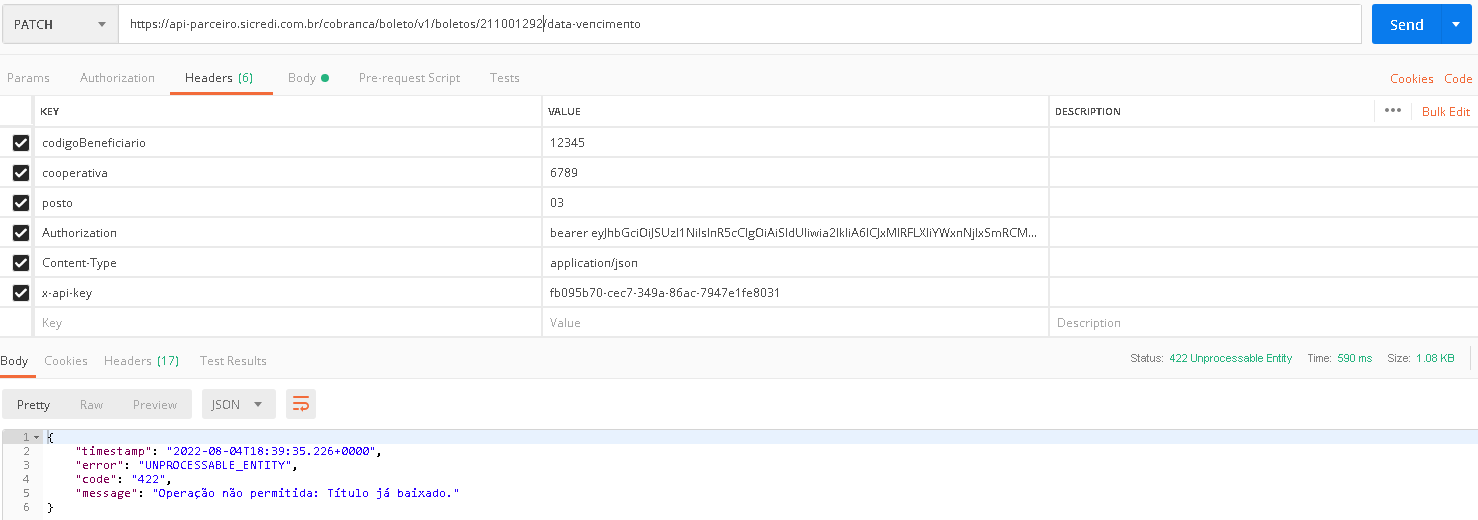 PATCH https://api-parceiro.sicredi.com.br/cobranca/boleto/v1/boletos/211001292/data-vencimento Send
Params Authorization Headers (6) Body Pre-request Script Tests Cookies Code
KEY VALUE DESCRIPTION ••• Bulk Edit
codigoBeneficiario 12345
cooperativa 6789
posto 03
Authorization bearer
Content-Type application/json
x-api-key fb095b70-cec7-349a-86ac-7947e1fe8031
Key Value Description
Body Cookies Headers (17) Test Results Status: 422 Unprocessable Entity Time: 590 ms Size: 1.08 KB
Pretty Raw Preview JSON
1 {
2 "timestamp": "2022-08-04T18:39:35.226+0000",
3 "error": "UNPROCESSABLE_ENTITY",
4 "code": "422",
5 "message": "Operação não permitida: Título já baixado."
6 }